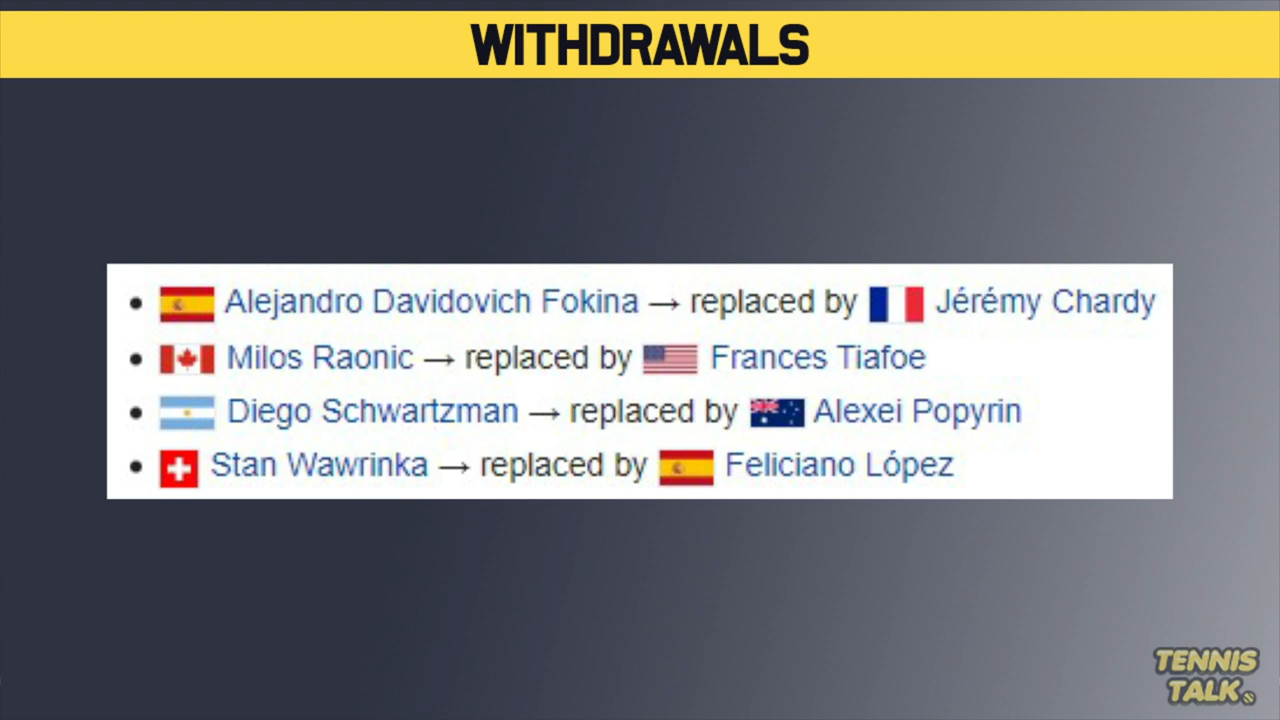 WITHDRAWALS
Alejandro Davidovich Fokina → replaced by Jérémy Chardy
Milos Raonic → replaced by Frances Tiafoe
Diego Schwartzman → replaced by Alexei Popyrin
Stan Wawrinka → replaced by Feliciano López
TENNIS
TALK